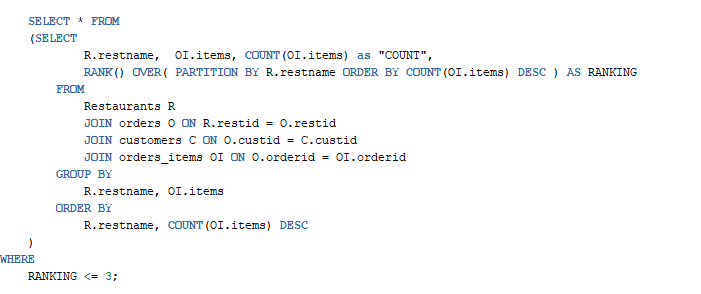 SELECT * FROM
(SELECT
R.restname, OI.items, COUNT(OI.items) as "COUNT",
RANK() OVER( PARTITION BY R.restname ORDER BY COUNT(OI.items) DESC ) AS RANKING
FROM
Restaurants R
JOIN orders O ON R.restid = O.restid
JOIN customers C ON O.custid = C.custid
JOIN orders_items OI ON O.orderid = OI.orderid
GROUP BY
R.restname, OI.items
ORDER BY
R.restname, COUNT(OI.items) DESC
)
WHERE
RANKING <= 3;